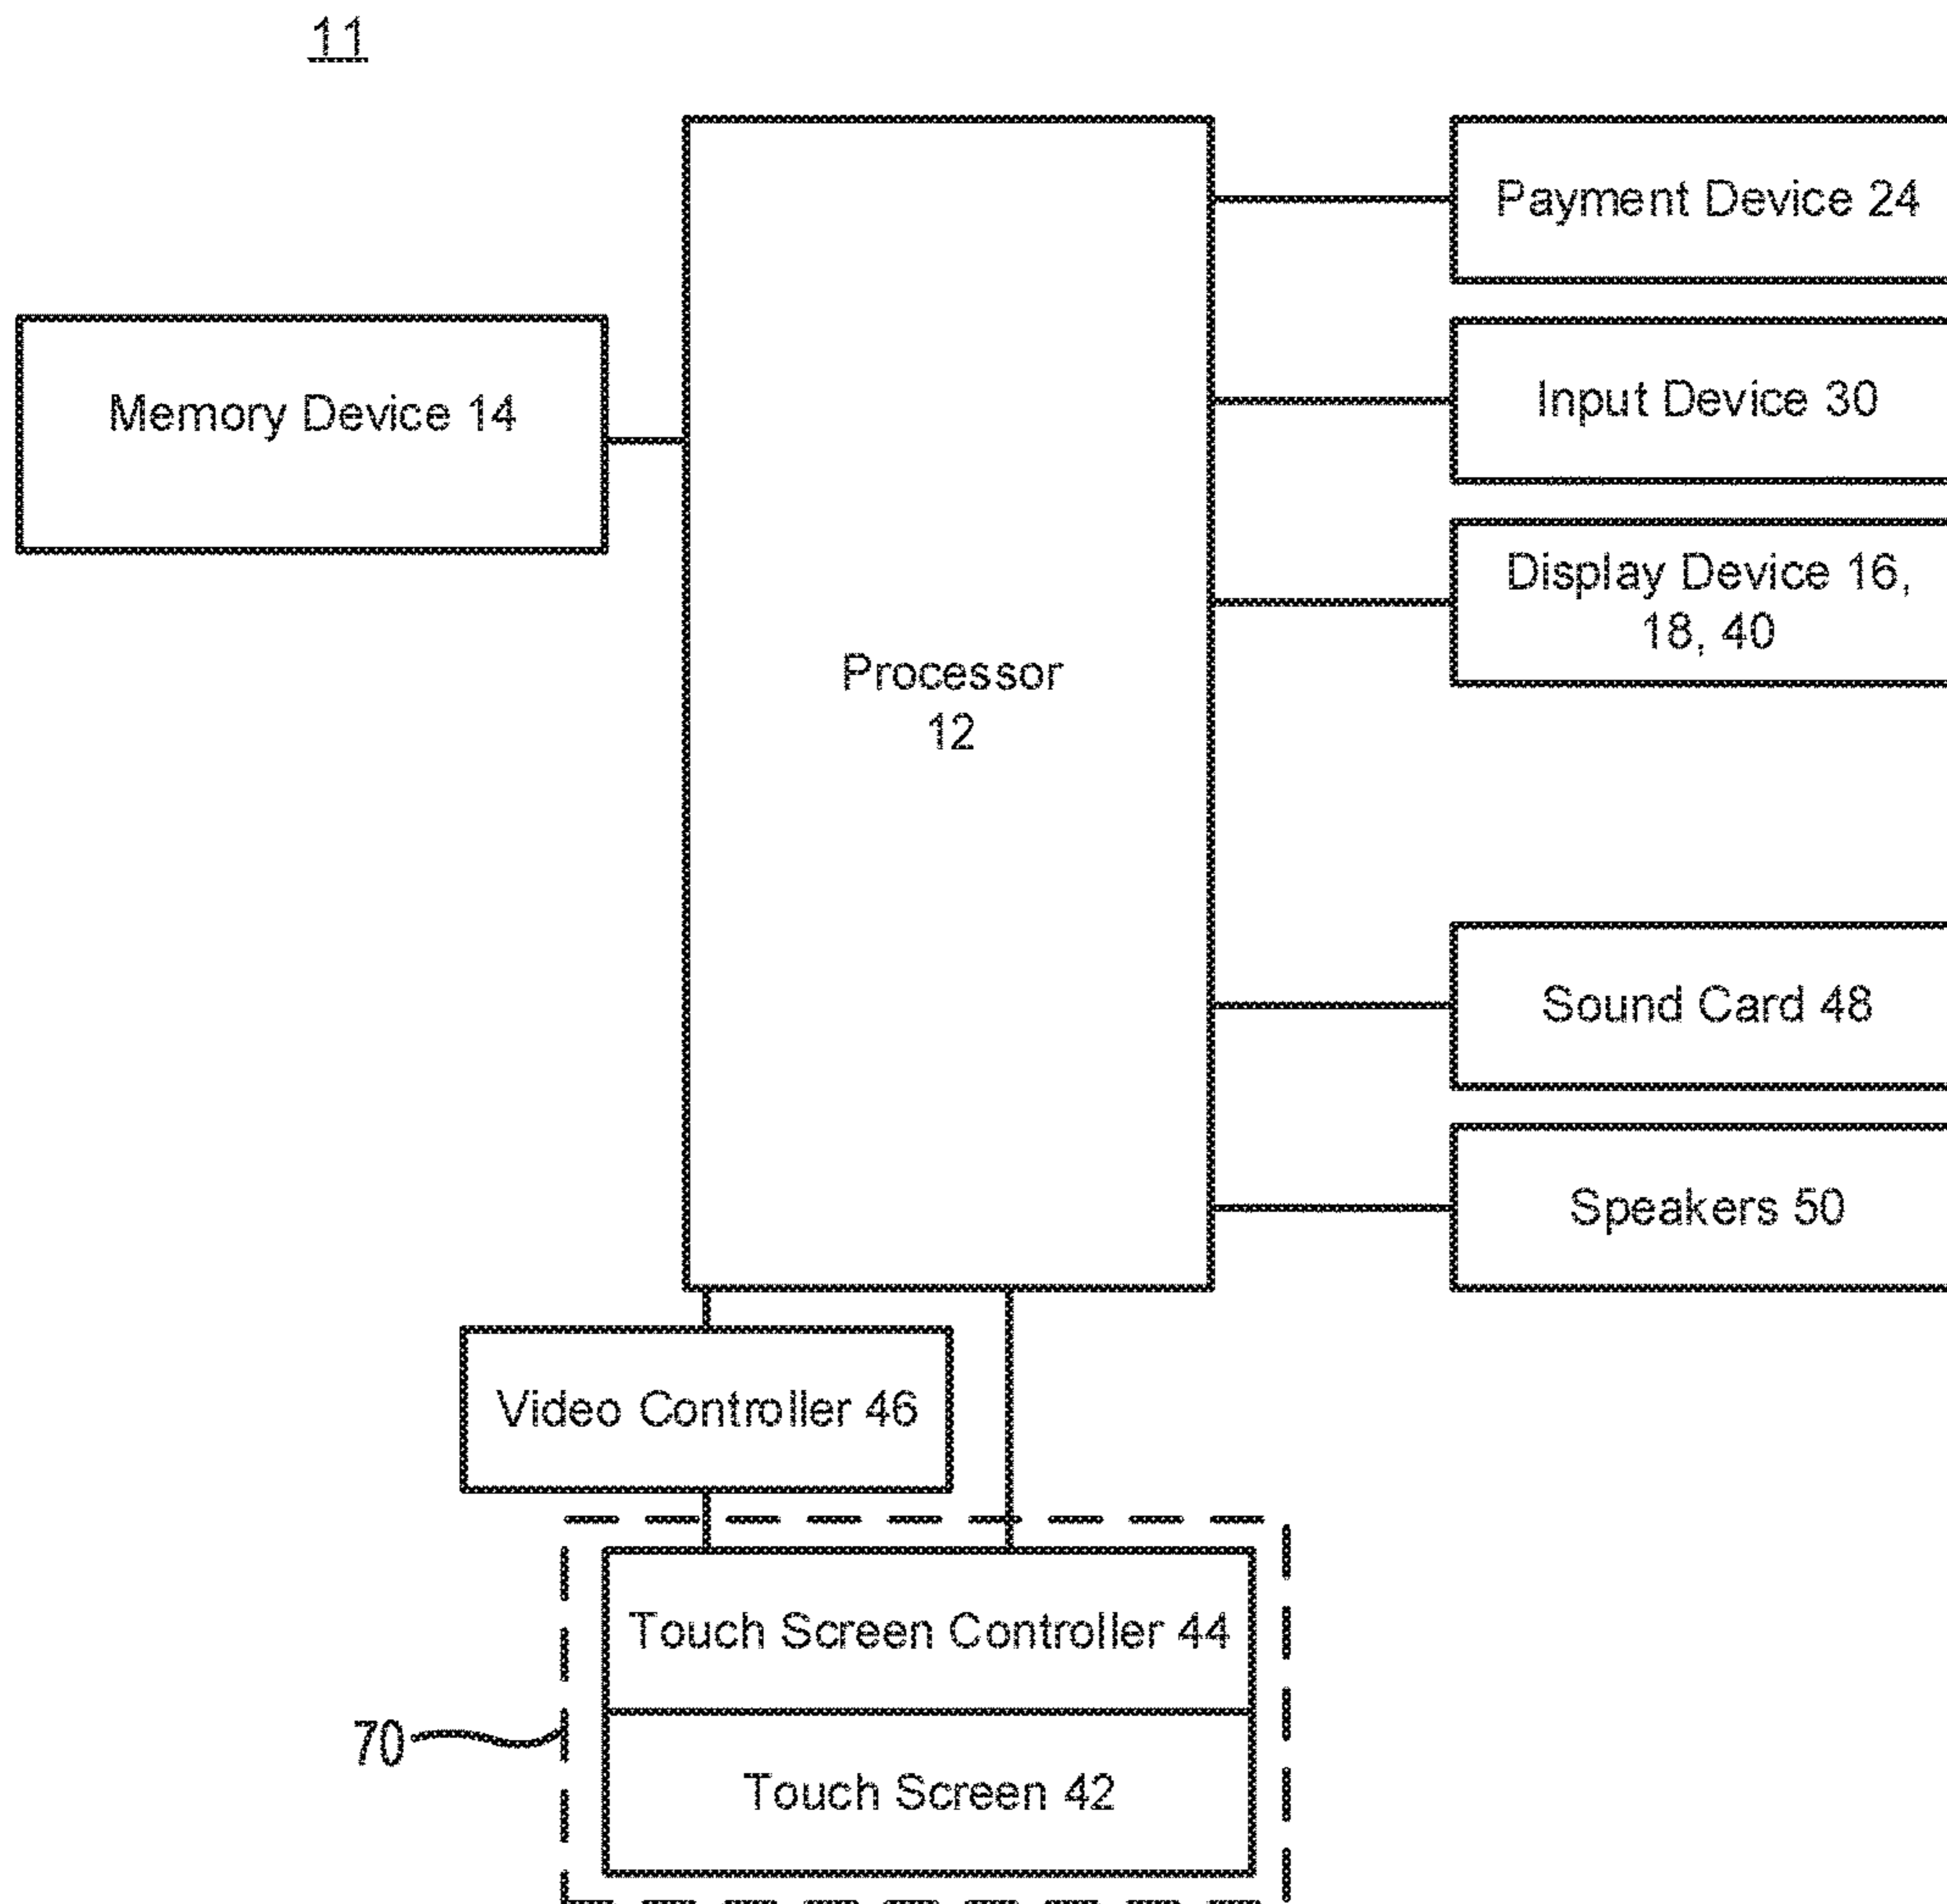 11
Payment Device 24
Input Device 30
Memory Device 14
Display Device 16,
18, 40
Processor
12
Sound Card 48
Speakers 50
Video Controller 46
Touch Screen Controller 44
70
Touch Screen 42